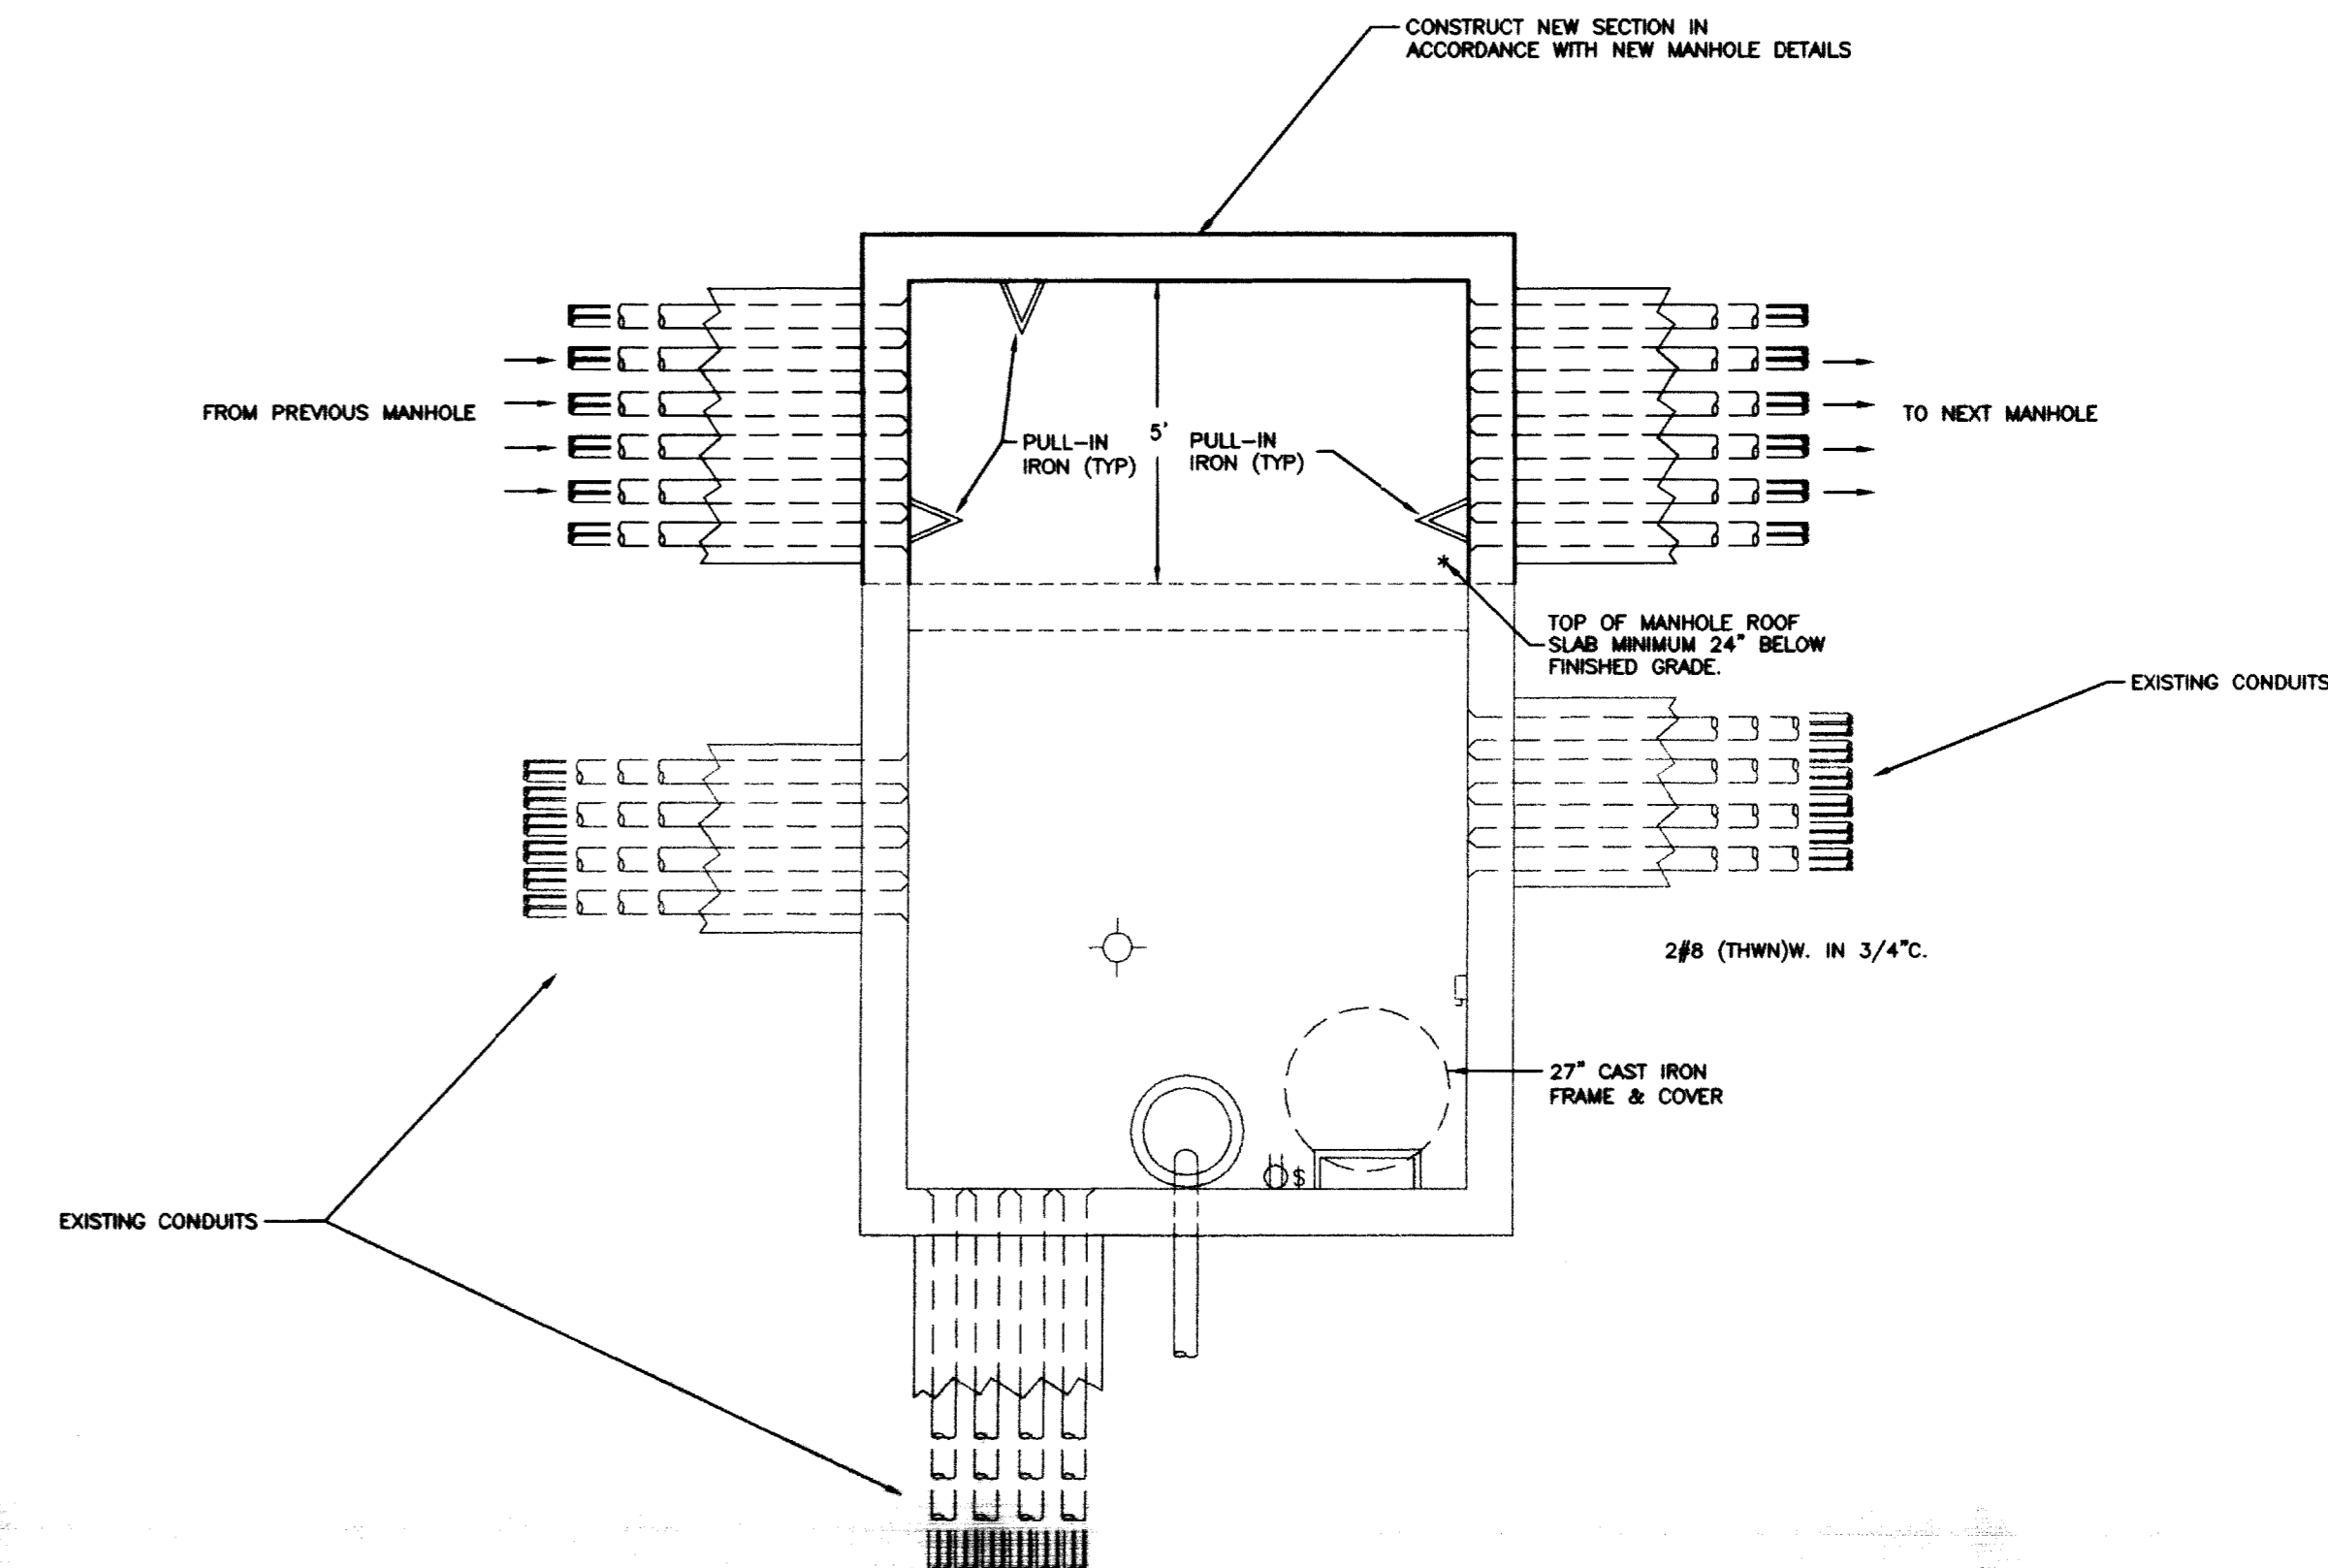 CONSTRUCT NEW SECTION IN
ACCORDANCE WITH NEW MANHOLE DETAILS
FROM PREVIOUS MANHOLE
TO NEXT MANHOLE
PULL-IN
IRON (TYP)
5'
PULL-IN
IRON (TYP)
*
TOP OF MANHOLE ROOF
SLAB MINIMUM 24" BELOW
FINISHED GRADE.
EXISTING CONDUITS
2#8 (THWN)W. IN 3/4"C.
27" CAST IRON
FRAME & COVER
$
EXISTING CONDUITS